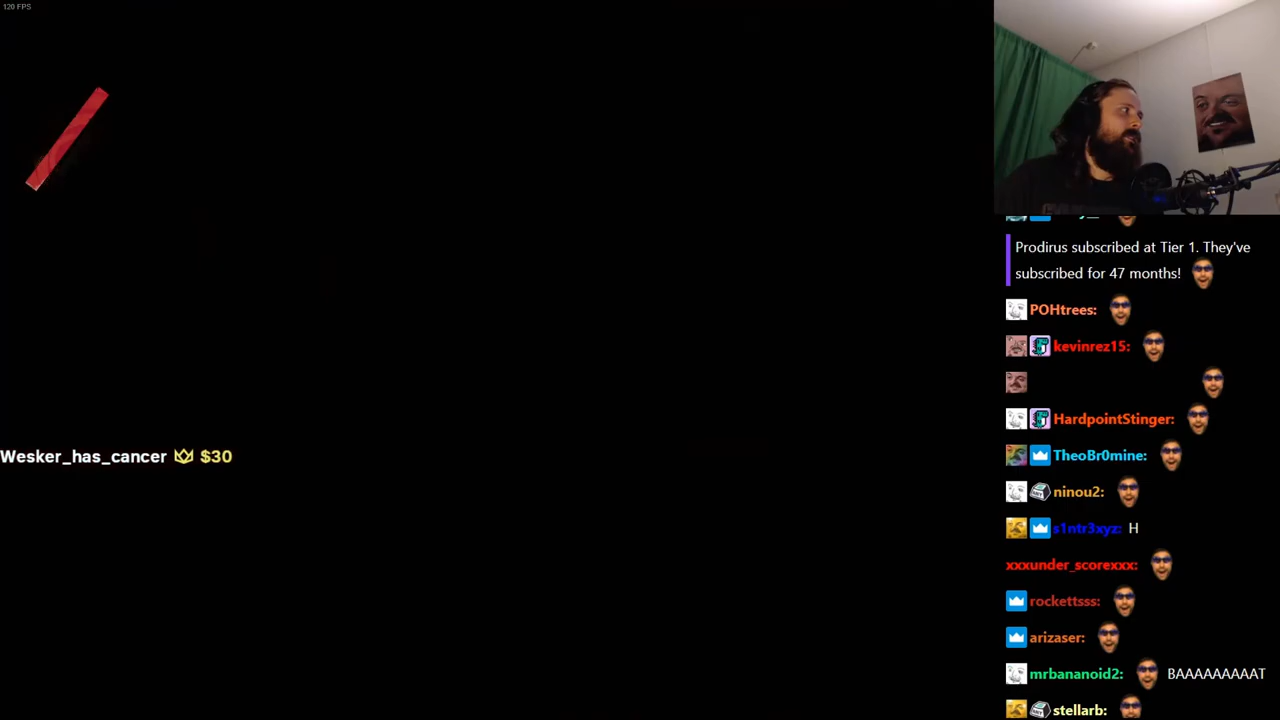 120 FPS
Prodirus subscribed at Tier 1. They've
subscribed for 47 months!
POHtrees:
kevinrez15:
HardpointStinger:
TheoBr0mine:
Wesker_has_cancer $30
ninou2:
s1ntr3xyz: H
xxxunder_scorexxx:
rockettsss:
arizaser:
mrbananoid2: BAAAAAAAAAT
stellarb: